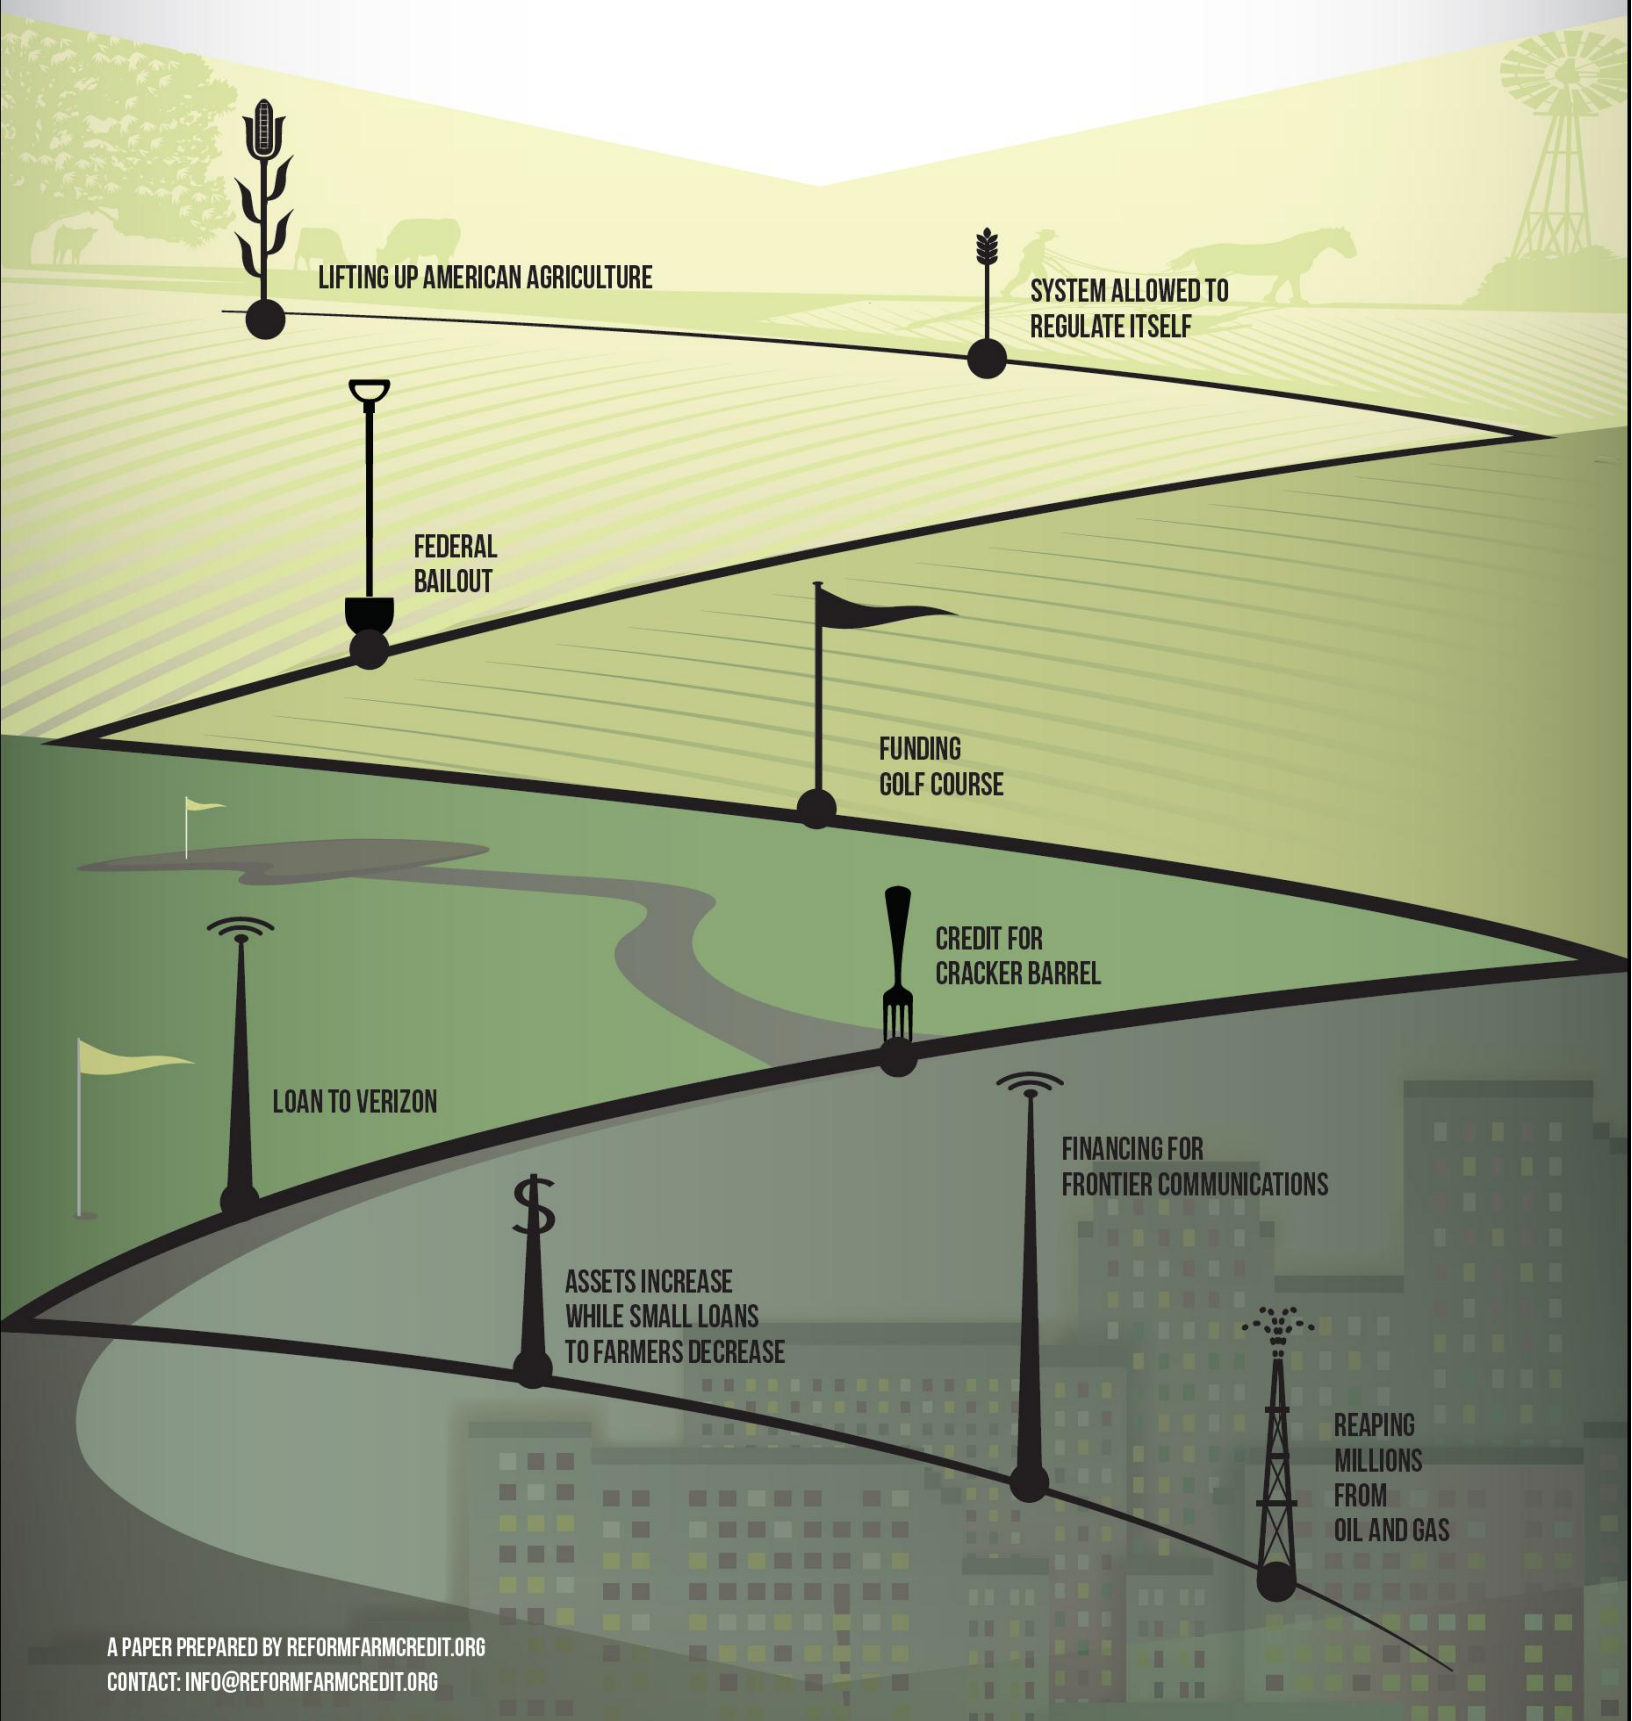 LIFTING UP AMERICAN AGRICULTURE
SYSTEM ALLOWED TO
REGULATE ITSELF
FEDERAL
BAILOUT
FUNDING
GOLF COURSE
CREDIT FOR
CRACKER BARREL
LOAN TO VERIZON
FINANCING FOR
FRONTIER COMMUNICATIONS
$
ASSETS INCREASE
WHILE SMALL LOANS
TO FARMERS DECREASE
REAPING
MILLIONS
FROM
OIL AND GAS
A PAPER PREPARED BY REFORMFARMCREDIT.ORG
CONTACT: INFO@REFORMFARMCREDIT.ORG